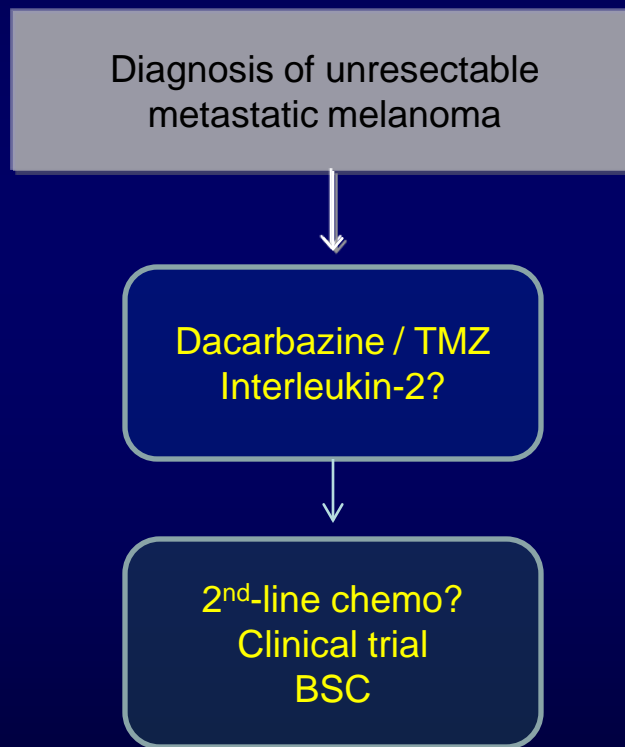 Diagnosis of unresectable
metastatic melanoma
Dacarbazine / TMZ
Interleukin-2?
2nd-line chemo?
Clinical trial
BSC